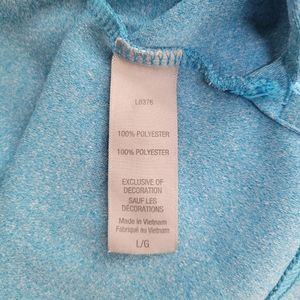 L8376
100% POLYESTER
100% POLYESTER
EXCLUSIVE OF
DECORATION
SAUF LES
DÉCORATIONS
Made in Vietnam
Fabriqué au Vietnam
L/G